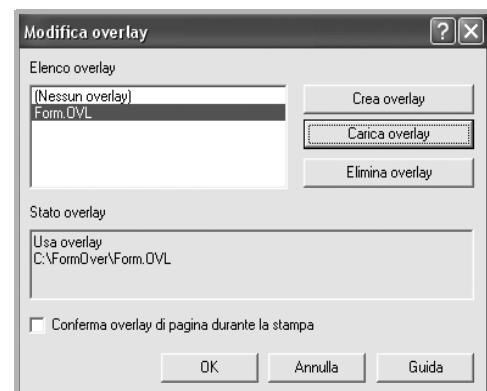 Modifica overlay
Elenco overlay
(Nessun overlay)
Form.OVL
Crea overlay
Carica overlay
Elimina overlay
Stato overlay
Usa overlay
C:\FormOver\Form.OVL
Conferma overlay di pagina durante la stampa
OK
Annulla
Guida